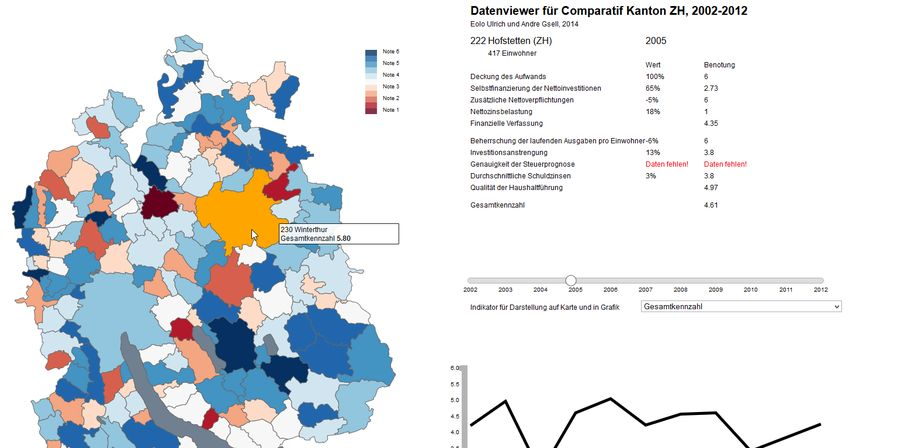 Datenviewer für Comparatif Kanton ZH, 2002-2012
Eolo Ulrich und Andre Gsell, 2014
222 Hofstetten (ZH) 2005
417 Einwohner
Wert Benotung
Deckung des Aufwands 100% 6
Selbstfinanzierung der Nettoinvestitionen 65% 2.73
Zusätzliche Nettoverpflichtungen -5% 6
Nettozinsbelastung 18% 1
Finanzielle Verfassung 4.35
Beherrschung der laufenden Ausgaben pro Einwohner -6% 6
Investitionsanstrengung 13% 3.8
Genauigkeit der Steuerprognose Daten fehlen! Daten fehlen!
Durchschnittliche Schuldzinsen 3% 3.8
Qualität der Haushaltführung 4.97
Gesamtkennzahl 4.61
Note 6
Note 5
Note 4
Note 3
Note 2
Note 1
230 Winterthur
Gesamtkennzahl 5.80
2002 2003 2004 2005 2006 2007 2008 2009 2010 2011 2012
Indikator für Darstellung auf Karte und in Grafik Gesamtkennzahl
6.0
5.5
5.0
4.5
4.0
3.5